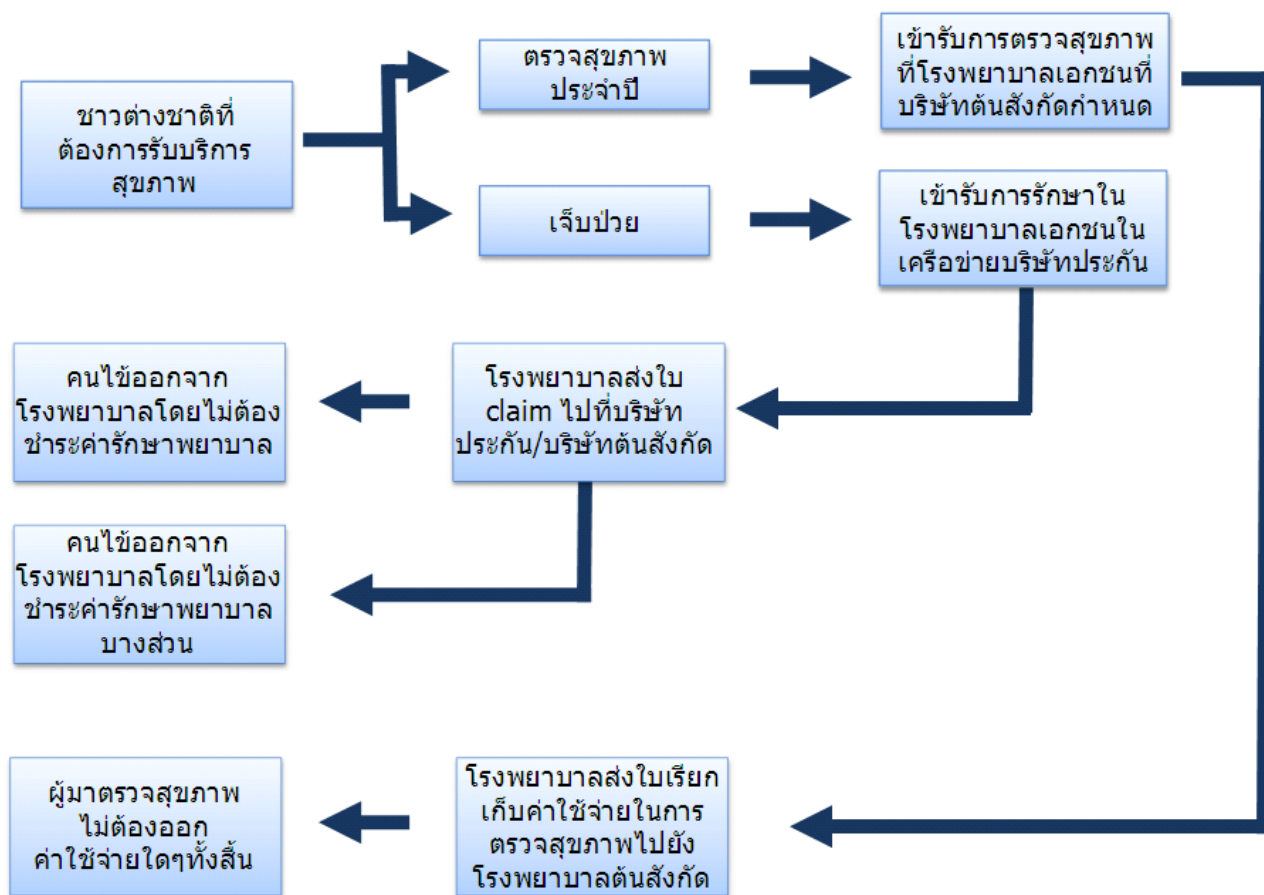 ชาวต่างชาติที่
ต้องการรับบริการ
สุขภาพ
ตรวจสุขภาพ
ประจำปี
เข้ารับการตรวจสุขภาพ
ที่โรงพยาบาลเอกชนที่
บริษัทต้นสังกัดกำหนด
เจ็บป่วย
เข้ารับการรักษาใน
โรงพยาบาลเอกชนใน
เครือข่ายบริษัทประกัน
โรงพยาบาลส่งใบ
claim ไปที่บริษัท
ประกัน/บริษัทต้นสังกัด
คนไข้ออกจาก
โรงพยาบาลโดยไม่ต้อง
ชำระค่ารักษาพยาบาล
คนไข้ออกจาก
โรงพยาบาลโดยไม่ต้อง
ชำระค่ารักษาพยาบาล
บางส่วน
โรงพยาบาลส่งใบเรียก
เก็บค่าใช้จ่ายในการ
ตรวจสุขภาพไปยัง
โรงพยาบาลต้นสังกัด
ผู้มาตรวจสุขภาพ
ไม่ต้องออก
ค่าใช้จ่ายใดๆทั้งสิ้น